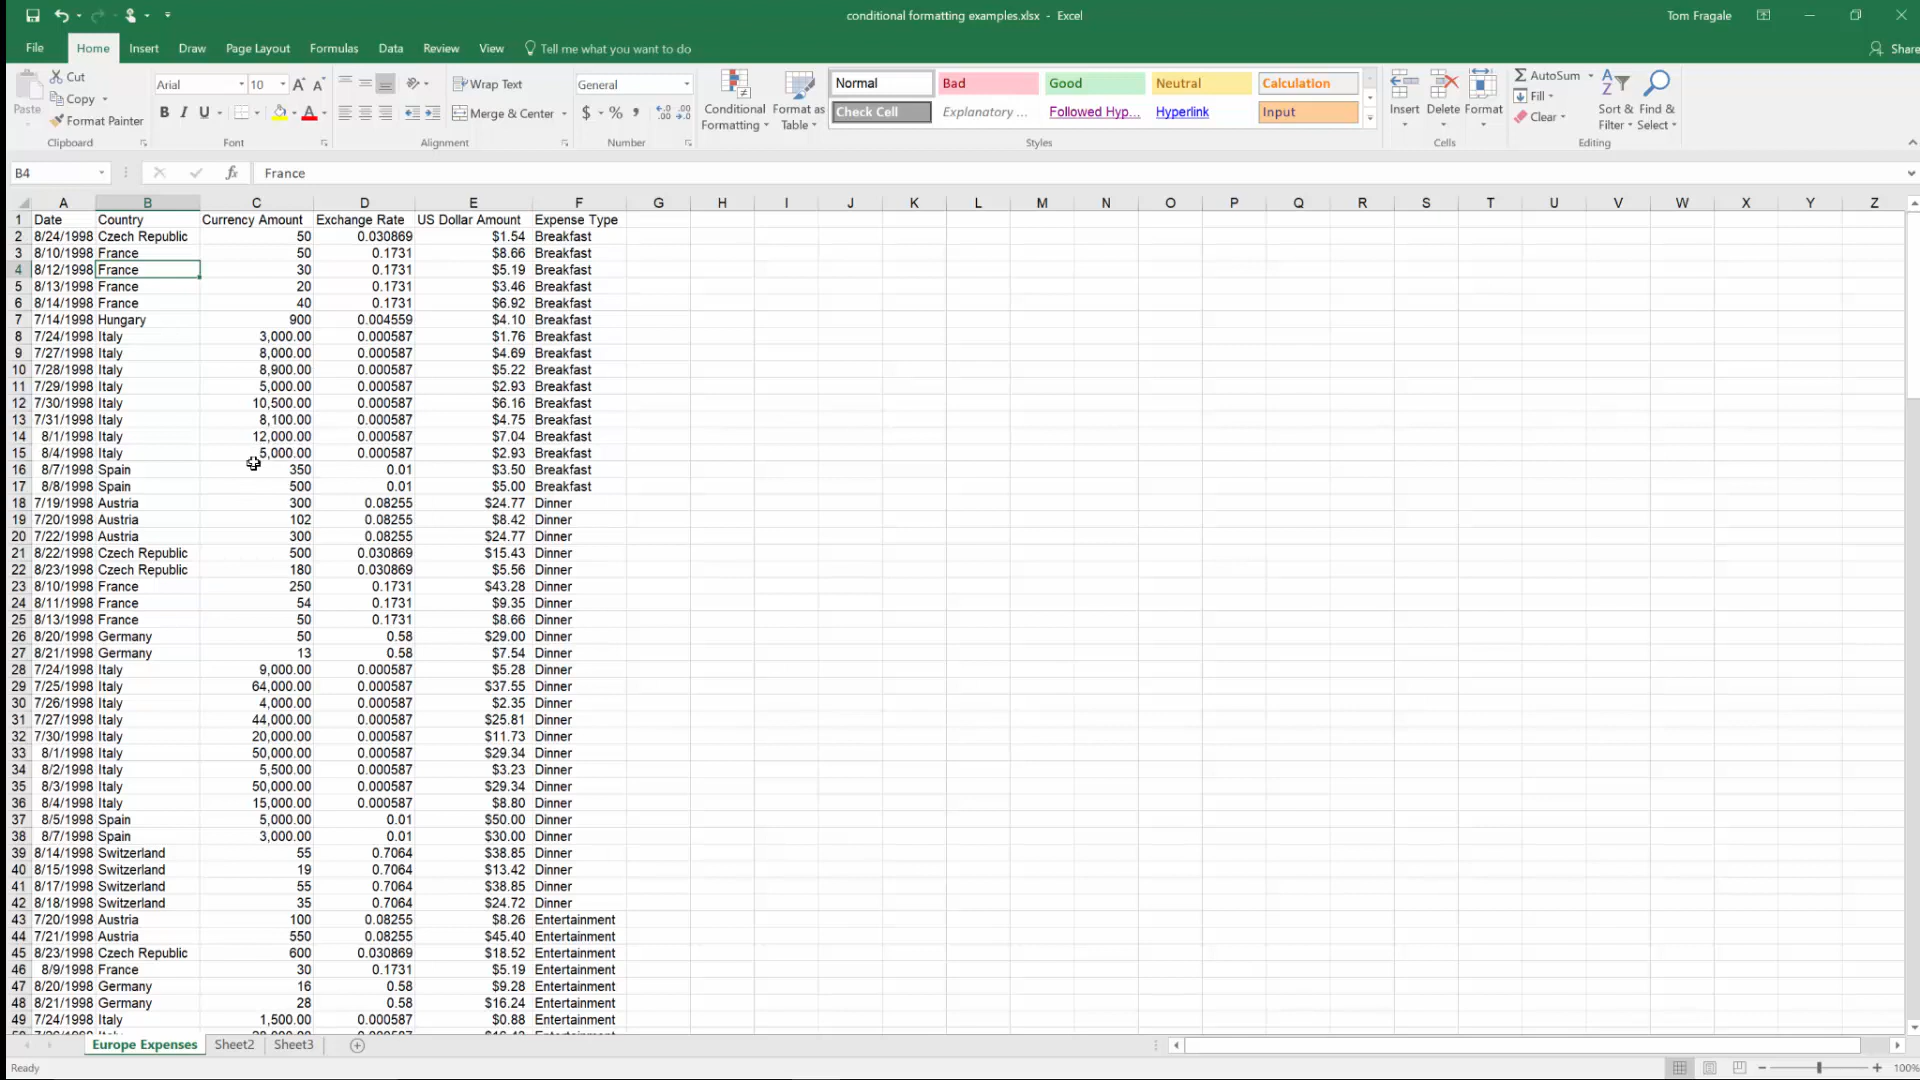 conditional formatting examples.xlsx - Excel
Tom Fragale
File Home Insert Draw Page Layout Formulas Data Review View Tell me what you want to do Share
Paste
Cut
Copy
Format Painter
Clipboard
Arial 10
B I U
Font
Wrap Text
Merge & Center
Alignment
General
$ % ,
Number
Conditional Formatting
Format as Table
Normal Bad Good Neutral Calculation
Check Cell Explanatory ... Followed Hyp... Hyperlink Input
Styles
Insert Delete Format
Cells
AutoSum
Fill
Clear
Sort & Filter
Find & Select
Editing
B4 fx France
A B C D E F G H I J K L M N O P Q R S T U V W X Y Z
1 Date Country Currency Amount Exchange Rate US Dollar Amount Expense Type
2 8/24/1998 Czech Republic 50 0.030869 $1.54 Breakfast
3 8/10/1998 France 50 0.1731 $8.66 Breakfast
4 8/12/1998 France 30 0.1731 $5.19 Breakfast
5 8/13/1998 France 20 0.1731 $3.46 Breakfast
6 8/14/1998 France 40 0.1731 $6.92 Breakfast
7 7/14/1998 Hungary 900 0.004559 $4.10 Breakfast
8 7/24/1998 Italy 3,000.00 0.000587 $1.76 Breakfast
9 7/27/1998 Italy 8,000.00 0.000587 $4.69 Breakfast
10 7/28/1998 Italy 8,900.00 0.000587 $5.22 Breakfast
11 7/29/1998 Italy 5,000.00 0.000587 $2.93 Breakfast
12 7/30/1998 Italy 10,500.00 0.000587 $6.16 Breakfast
13 7/31/1998 Italy 8,100.00 0.000587 $4.75 Breakfast
14 8/1/1998 Italy 12,000.00 0.000587 $7.04 Breakfast
15 8/4/1998 Italy 5,000.00 0.000587 $2.93 Breakfast
16 8/7/1998 Spain 350 0.01 $3.50 Breakfast
17 8/8/1998 Spain 500 0.01 $5.00 Breakfast
18 7/19/1998 Austria 300 0.08255 $24.77 Dinner
19 7/20/1998 Austria 102 0.08255 $8.42 Dinner
20 7/22/1998 Austria 300 0.08255 $24.77 Dinner
21 8/22/1998 Czech Republic 500 0.030869 $15.43 Dinner
22 8/23/1998 Czech Republic 180 0.030869 $5.56 Dinner
23 8/10/1998 France 250 0.1731 $43.28 Dinner
24 8/11/1998 France 54 0.1731 $9.35 Dinner
25 8/13/1998 France 50 0.1731 $8.66 Dinner
26 8/20/1998 Germany 50 0.58 $29.00 Dinner
27 8/21/1998 Germany 13 0.58 $7.54 Dinner
28 7/24/1998 Italy 9,000.00 0.000587 $5.28 Dinner
29 7/25/1998 Italy 64,000.00 0.000587 $37.55 Dinner
30 7/26/1998 Italy 4,000.00 0.000587 $2.35 Dinner
31 7/27/1998 Italy 44,000.00 0.000587 $25.81 Dinner
32 7/30/1998 Italy 20,000.00 0.000587 $11.73 Dinner
33 8/1/1998 Italy 50,000.00 0.000587 $29.34 Dinner
34 8/2/1998 Italy 5,500.00 0.000587 $3.23 Dinner
35 8/3/1998 Italy 50,000.00 0.000587 $29.34 Dinner
36 8/4/1998 Italy 15,000.00 0.000587 $8.80 Dinner
37 8/5/1998 Spain 5,000.00 0.01 $50.00 Dinner
38 8/7/1998 Spain 3,000.00 0.01 $30.00 Dinner
39 8/14/1998 Switzerland 55 0.7064 $38.85 Dinner
40 8/15/1998 Switzerland 19 0.7064 $13.42 Dinner
41 8/17/1998 Switzerland 55 0.7064 $38.85 Dinner
42 8/18/1998 Switzerland 35 0.7064 $24.72 Dinner
43 7/20/1998 Austria 100 0.08255 $8.26 Entertainment
44 7/21/1998 Austria 550 0.08255 $45.40 Entertainment
45 8/23/1998 Czech Republic 600 0.030869 $18.52 Entertainment
46 8/9/1998 France 30 0.1731 $5.19 Entertainment
47 8/20/1998 Germany 16 0.58 $9.28 Entertainment
48 8/21/1998 Germany 28 0.58 $16.24 Entertainment
49 7/24/1998 Italy 1,500.00 0.000587 $0.88 Entertainment
Europe Expenses Sheet2 Sheet3
Ready 100%